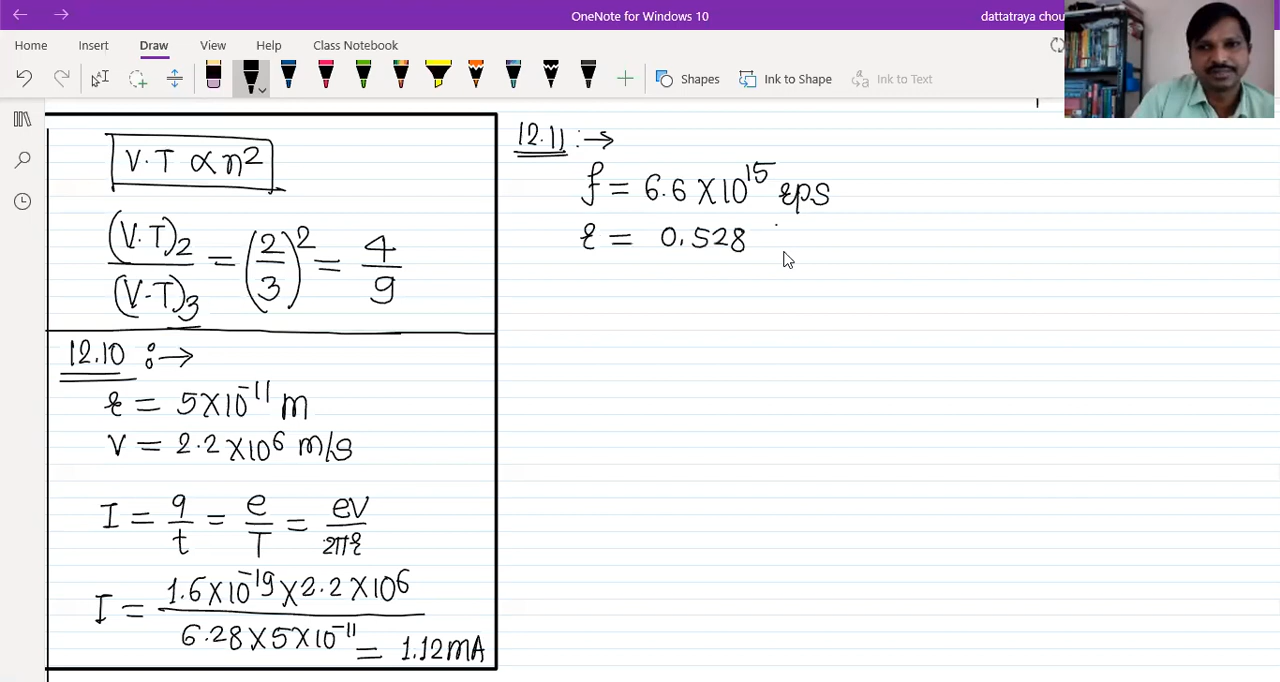 OneNote for Windows 10
dattatraya chou
Home Insert Draw View Help Class Notebook
Shapes Ink to Shape Ink to Text
V·T ∝ n²
(V·T)₂ / (V·T)₃ = (2/3)² = 4/9
12.10 :→
r = 5×10⁻¹¹ m
v = 2.2×10⁶ m/s
I = q/t = e/T = ev/2πr
I = 1.6×10⁻¹⁹×2.2×10⁶ / 6.28×5×10⁻¹¹ = 1.12mA
12.11 :→
f = 6.6×10¹⁵ rps
r = 0.528